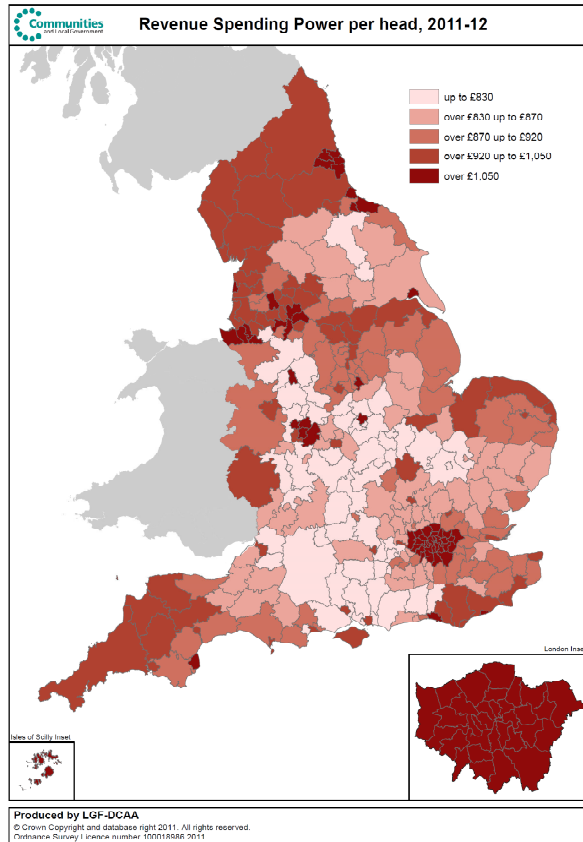 Communities
and Local Government
Revenue Spending Power per head, 2011-12
up to £830
over £830 up to £870
over £870 up to £920
over £920 up to £1,050
over £1,050
London Inset
Isles of Scilly Inset
Produced by LGF-DCAA
© Crown Copyright and database right 2011. All rights reserved.
Ordnance Survey Licence number 100018986 2011